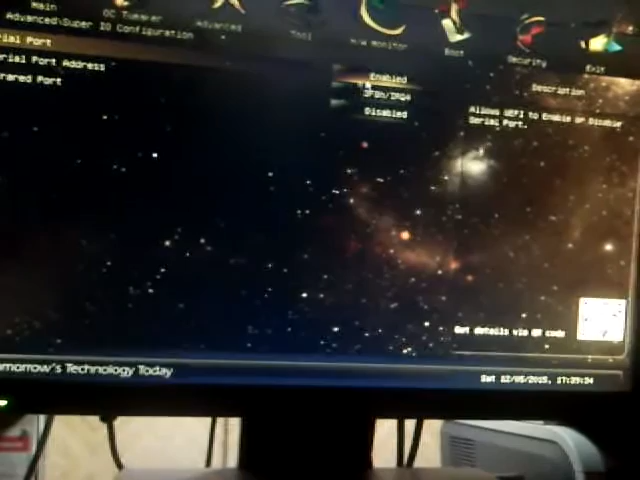 Main
OC Tweaker
Advanced
Tool
H/W Monitor
Boot
Security
Exit
Advanced\Super IO Configuration
rial Port
Enabled
rial Port Address
3F8h/IRQ4
rared Port
Disabled
Description
Allows UEFI to Enable or Disable
Serial Port.
Get details via QR code
omorrow's Technology Today
Sat 12/05/2015, 17:39:34